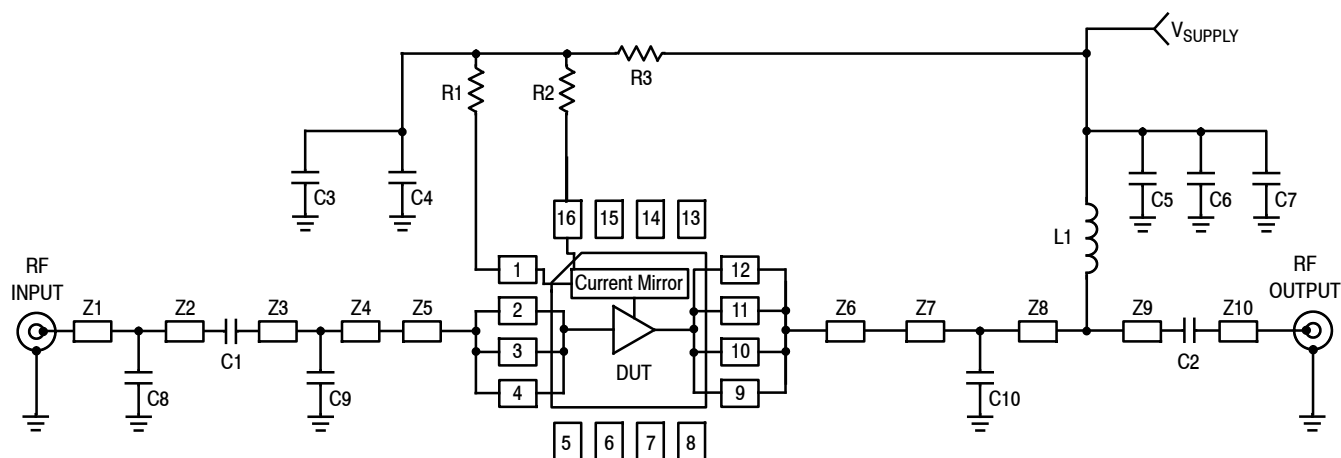 VSUPPLY
R1
R2
R3
C3
C4
C5
C6
C7
16
15
14
13
L1
RF
INPUT
1
Current Mirror
12
RF
OUTPUT
Z1
Z2
Z3
Z4
Z5
2
11
Z6
Z7
Z8
Z9
Z10
C1
3
DUT
10
C2
C8
C9
4
9
C10
5
6
7
8